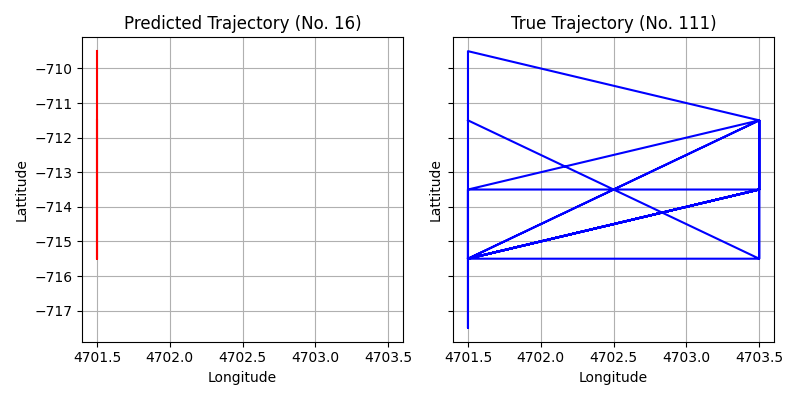 Predicted Trajectory (No. 16)
True Trajectory (No. 111)
Lattitude
−710
−711
−712
−713
−714
−715
−716
−717
4701.5 4702.0 4702.5 4703.0 4703.5
Longitude
Lattitude
4701.5 4702.0 4702.5 4703.0 4703.5
Longitude